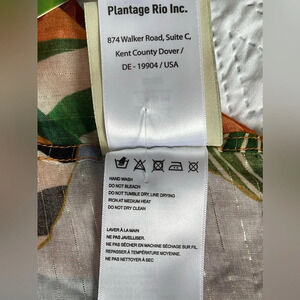 Plantage Rio Inc.
874 Walker Road, Suite C,
Kent County Dover /
DE - 19904 / USA
HAND WASH
DO NOT BLEACH
DO NOT TUMBLE DRY, LINE DRYING
IRON AT MEDIUM HEAT
DO NOT DRY CLEAN
LAVER À LA MAIN
NE PAS JAVELLISER.
NE PAS SÉCHER EN MACHINE SÉCHAGE SUR FIL.
REPASSER À TEMPÉRATURE MOYENNE.
NE PAS NETTOYER À SEC